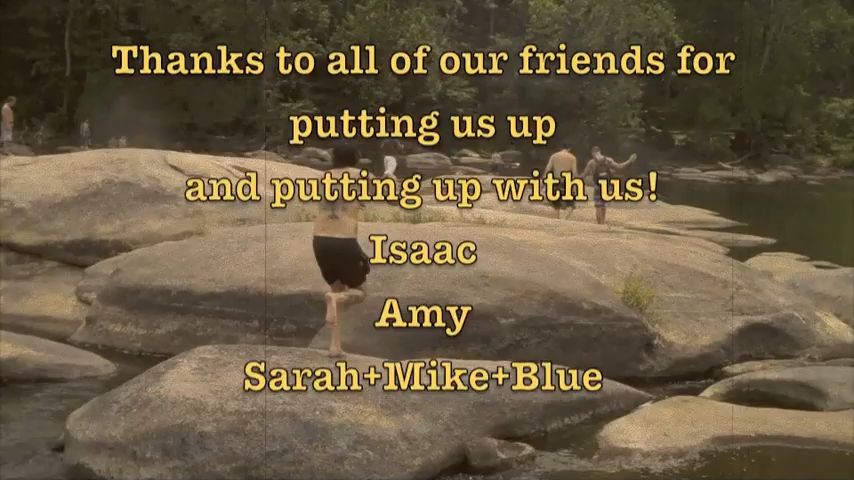 Thanks to all of our friends for
putting us up
and putting up with us!
Isaac
Amy
Sarah+Mike+Blue